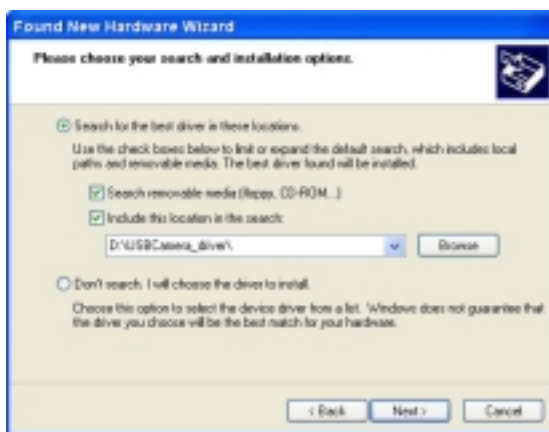 Found New Hardware Wizard
Please choose your search and installation options.
Search for the best driver in these locations.
Use the check boxes below to limit or expand the default search, which includes local
paths and removable media. The best driver found will be installed.
Search removable media (floppy, CD-ROM...)
Include this location in the search:
D:\USBCamera_driver\
Browse
Don't search. I will choose the driver to install.
Choose this option to select the device driver from a list. Windows does not guarantee that
the driver you choose will be the best match for your hardware.
< Back
Next >
Cancel